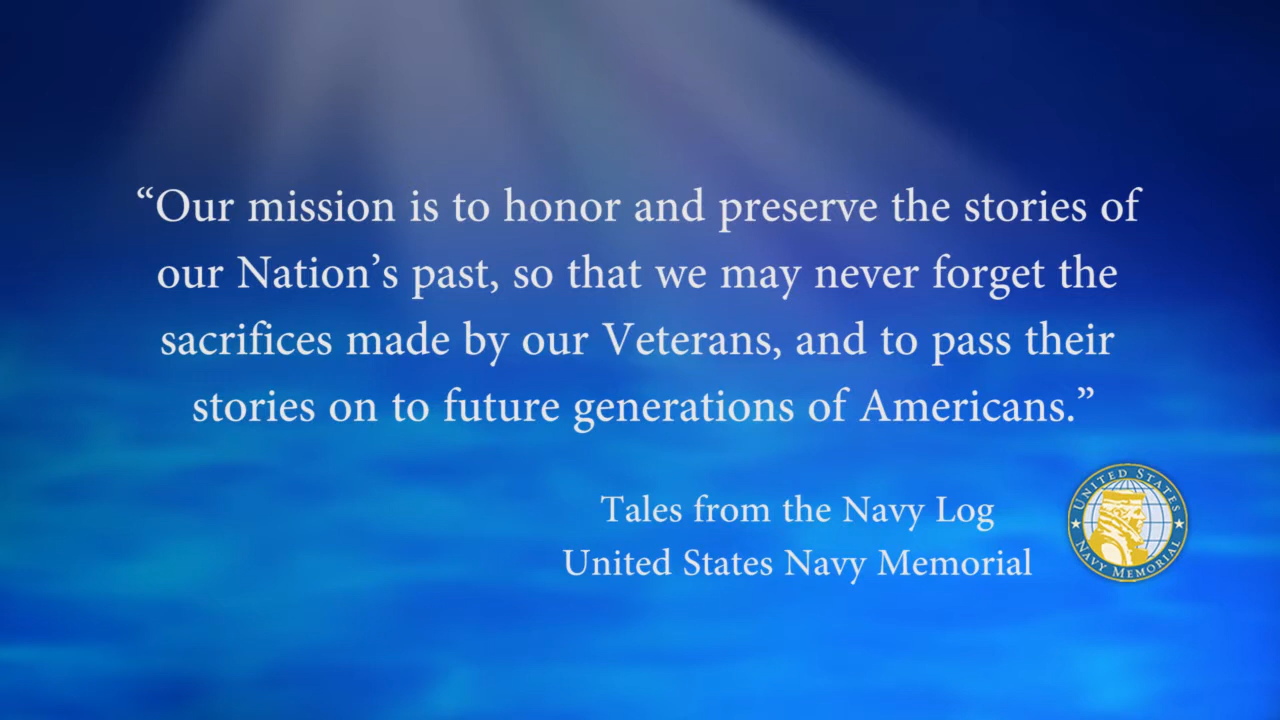 “Our mission is to honor and preserve the stories of
our Nation’s past, so that we may never forget the
sacrifices made by our Veterans, and to pass their
stories on to future generations of Americans.”
Tales from the Navy Log
United States Navy Memorial
UNITED STATES
NAVY MEMORIAL